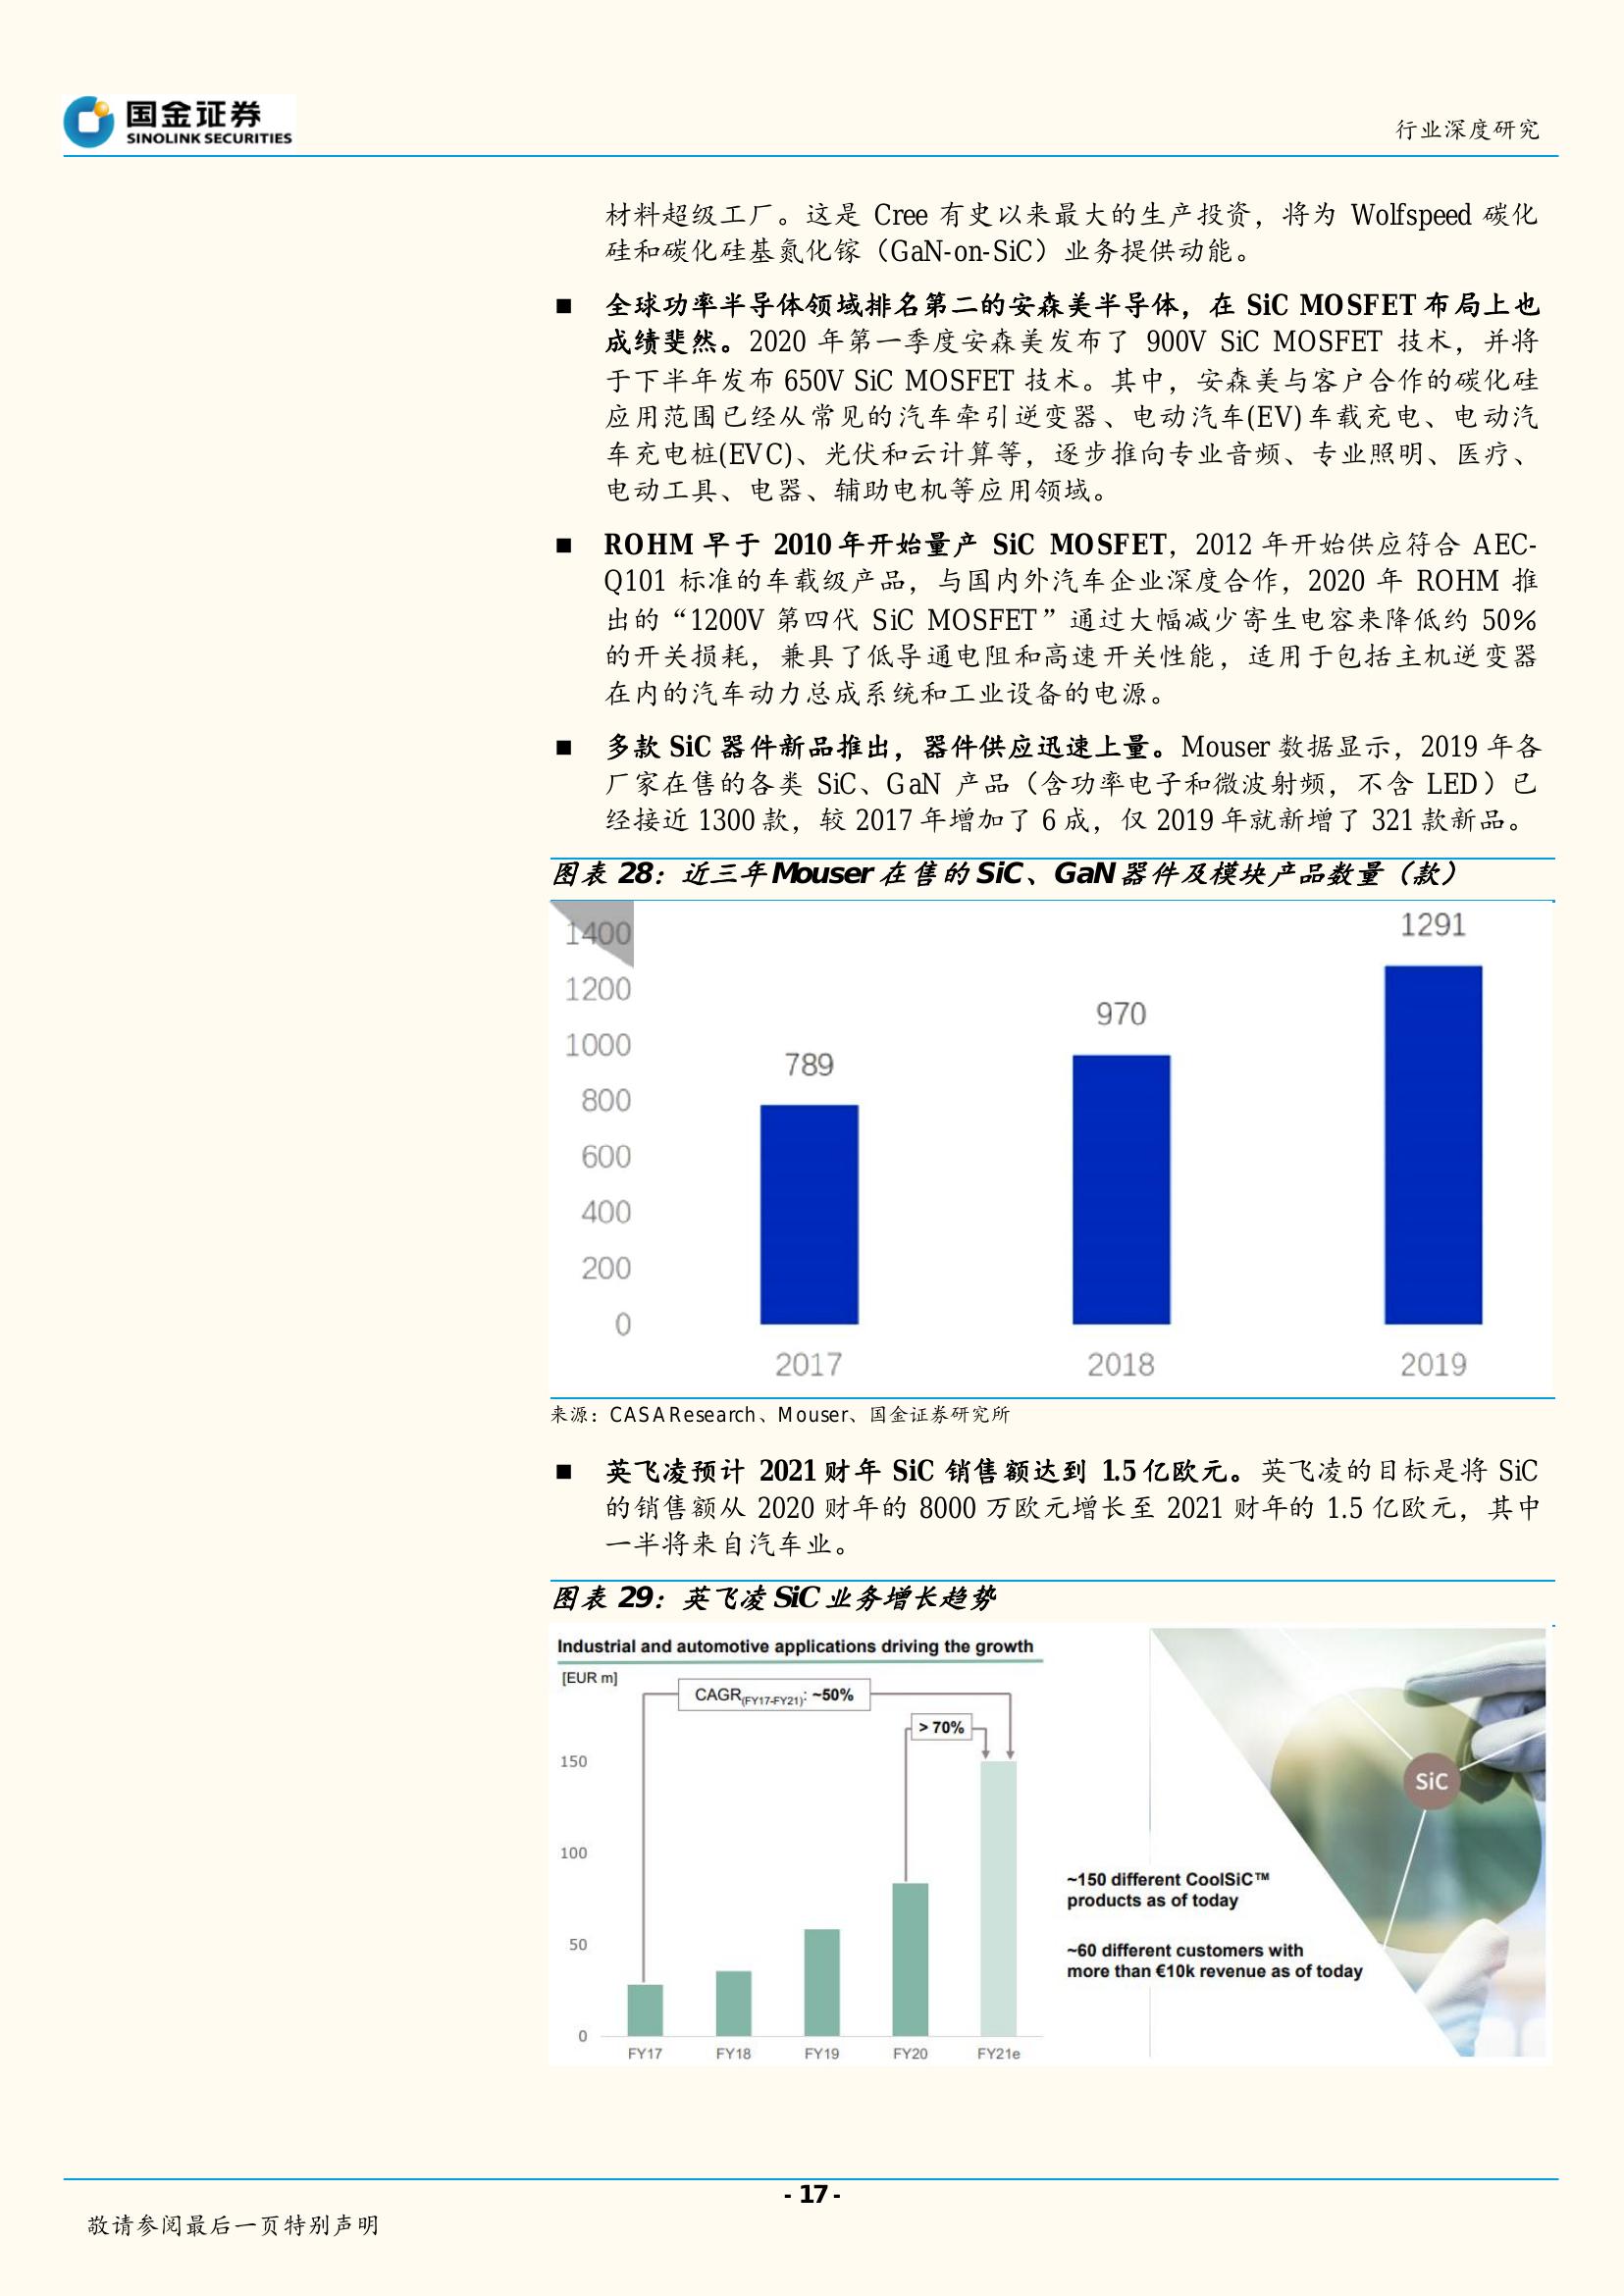 国金证券
SINOLINK SECURITIES
行业深度研究
材料超级工厂。这是 Cree 有史以来最大的生产投资，将为 Wolfspeed 碳化
硅和碳化硅基氮化镓（GaN-on-SiC）业务提供动能。
■ 全球功率半导体领域排名第二的安森美半导体，在 SiC MOSFET 布局上也
成绩斐然。2020 年第一季度安森美发布了 900V SiC MOSFET 技术，并将
于下半年发布 650V SiC MOSFET 技术。其中，安森美与客户合作的碳化硅
应用范围已经从常见的汽车牵引逆变器、电动汽车(EV)车载充电、电动汽
车充电桩(EVC)、光伏和云计算等，逐步推向专业音频、专业照明、医疗、
电动工具、电器、辅助电机等应用领域。
■ ROHM 早于 2010 年开始量产 SiC MOSFET，2012 年开始供应符合 AEC-
Q101 标准的车载级产品，与国内外汽车企业深度合作，2020 年 ROHM 推
出的“1200V 第四代 SiC MOSFET”通过大幅减少寄生电容来降低约 50%
的开关损耗，兼具了低导通电阻和高速开关性能，适用于包括主机逆变器
在内的汽车动力总成系统和工业设备的电源。
■ 多款 SiC 器件新品推出，器件供应迅速上量。Mouser 数据显示，2019 年各
厂家在售的各类 SiC、GaN 产品（含功率电子和微波射频，不含 LED）已
经接近 1300 款，较 2017 年增加了 6 成，仅 2019 年就新增了 321 款新品。
图表 28：近三年 Mouser 在售的 SiC、GaN 器件及模块产品数量（款）
1400
1200
1000
800
600
400
200
0
789
970
1291
2017
2018
2019
来源：CASAResearch、Mouser、国金证券研究所
■ 英飞凌预计 2021 财年 SiC 销售额达到 1.5 亿欧元。英飞凌的目标是将 SiC
的销售额从 2020 财年的 8000 万欧元增长至 2021 财年的 1.5 亿欧元，其中
一半将来自汽车业。
图表 29：英飞凌 SiC 业务增长趋势
Industrial and automotive applications driving the growth
[EUR m]
CAGR(FY17-FY21): ~50%
> 70%
150
100
50
0
FY17
FY18
FY19
FY20
FY21e
SiC
~150 different CoolSiC™
products as of today
~60 different customers with
more than €10k revenue as of today
- 17 -
敬请参阅最后一页特别声明